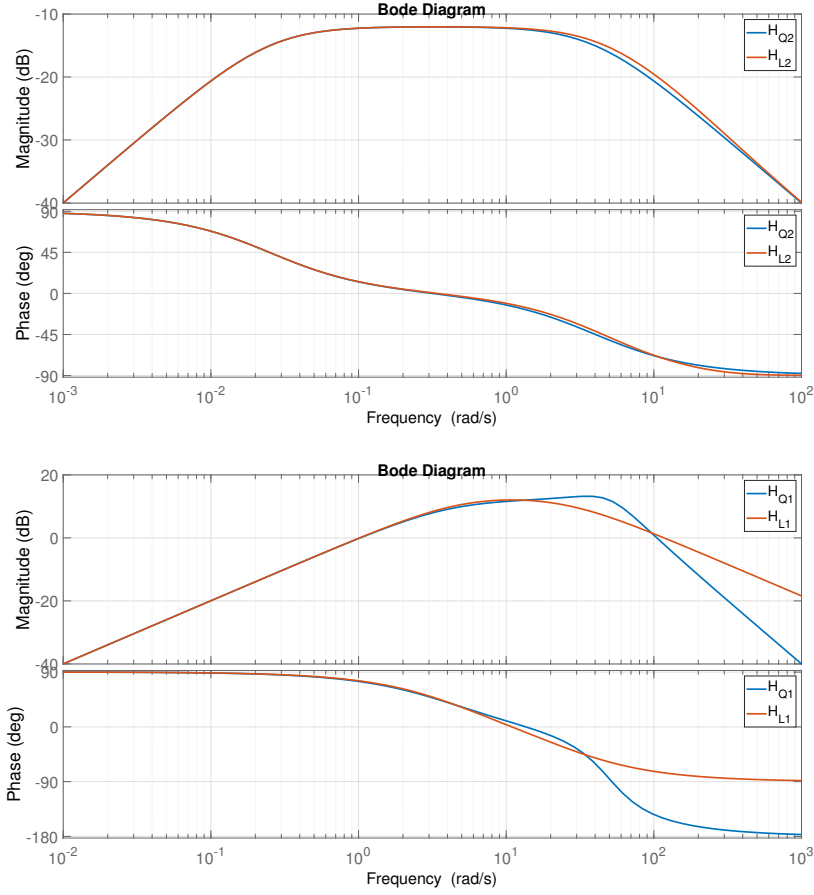 Bode Diagram
-10
-20
-30
-40
Magnitude (dB)
H_Q2
H_L2
90
45
0
-45
-90
Phase (deg)
H_Q2
H_L2
10^-3 10^-2 10^-1 10^0 10^1 10^2
Frequency (rad/s)
Bode Diagram
20
0
-20
-40
Magnitude (dB)
H_Q1
H_L1
90
0
-90
-180
Phase (deg)
H_Q1
H_L1
10^-2 10^-1 10^0 10^1 10^2 10^3
Frequency (rad/s)